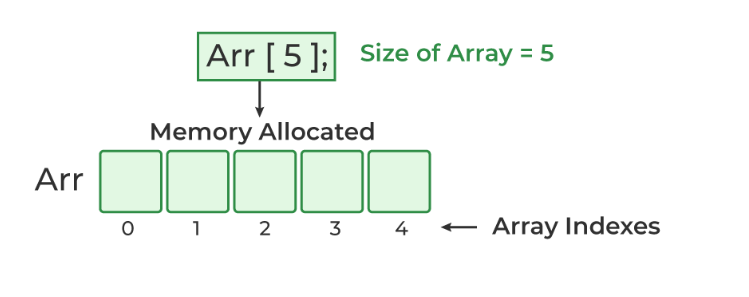 Arr [ 5 ]; Size of Array = 5
Memory Allocated
Arr
0 1 2 3 4 Array Indexes